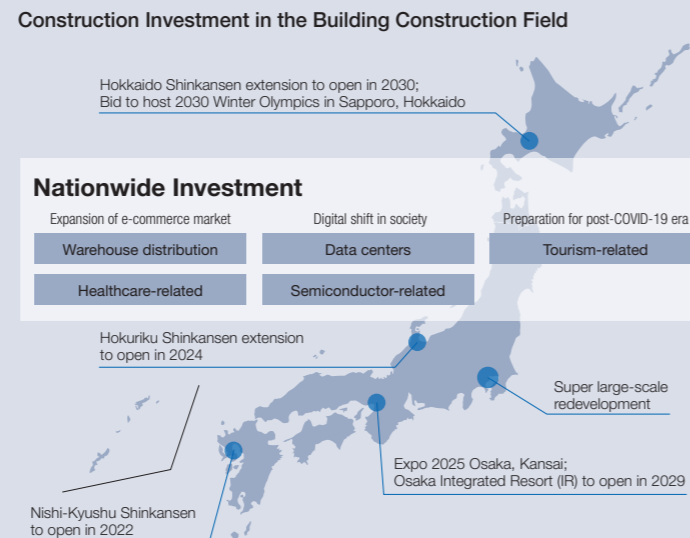 Construction Investment in the Building Construction Field
Hokkaido Shinkansen extension to open in 2030;
Bid to host 2030 Winter Olympics in Sapporo, Hokkaido
Nationwide Investment
Expansion of e-commerce market
Warehouse distribution
Healthcare-related
Digital shift in society
Data centers
Semiconductor-related
Preparation for post-COVID-19 era
Tourism-related
Hokuriku Shinkansen extension
to open in 2024
Super large-scale
redevelopment
Expo 2025 Osaka, Kansai;
Osaka Integrated Resort (IR) to open in 2029
Nishi-Kyushu Shinkansen
to open in 2022